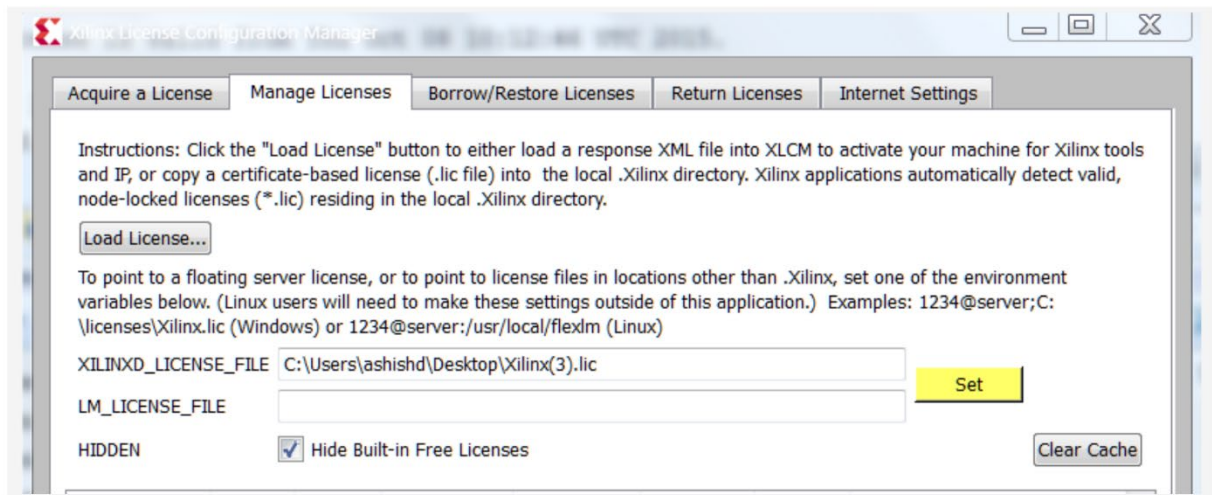 Xilinx License Configuration Manager
Acquire a License Manage Licenses Borrow/Restore Licenses Return Licenses Internet Settings
Instructions: Click the "Load License" button to either load a response XML file into XLCM to activate your machine for Xilinx tools
and IP, or copy a certificate-based license (.lic file) into the local .Xilinx directory. Xilinx applications automatically detect valid,
node-locked licenses (*.lic) residing in the local .Xilinx directory.
Load License...
To point to a floating server license, or to point to license files in locations other than .Xilinx, set one of the environment
variables below. (Linux users will need to make these settings outside of this application.) Examples: 1234@server;C:
\licenses\Xilinx.lic (Windows) or 1234@server:/usr/local/flexlm (Linux)
XILINXD_LICENSE_FILE C:\Users\ashishd\Desktop\Xilinx(3).lic
Set
LM_LICENSE_FILE
HIDDEN Hide Built-in Free Licenses Clear Cache